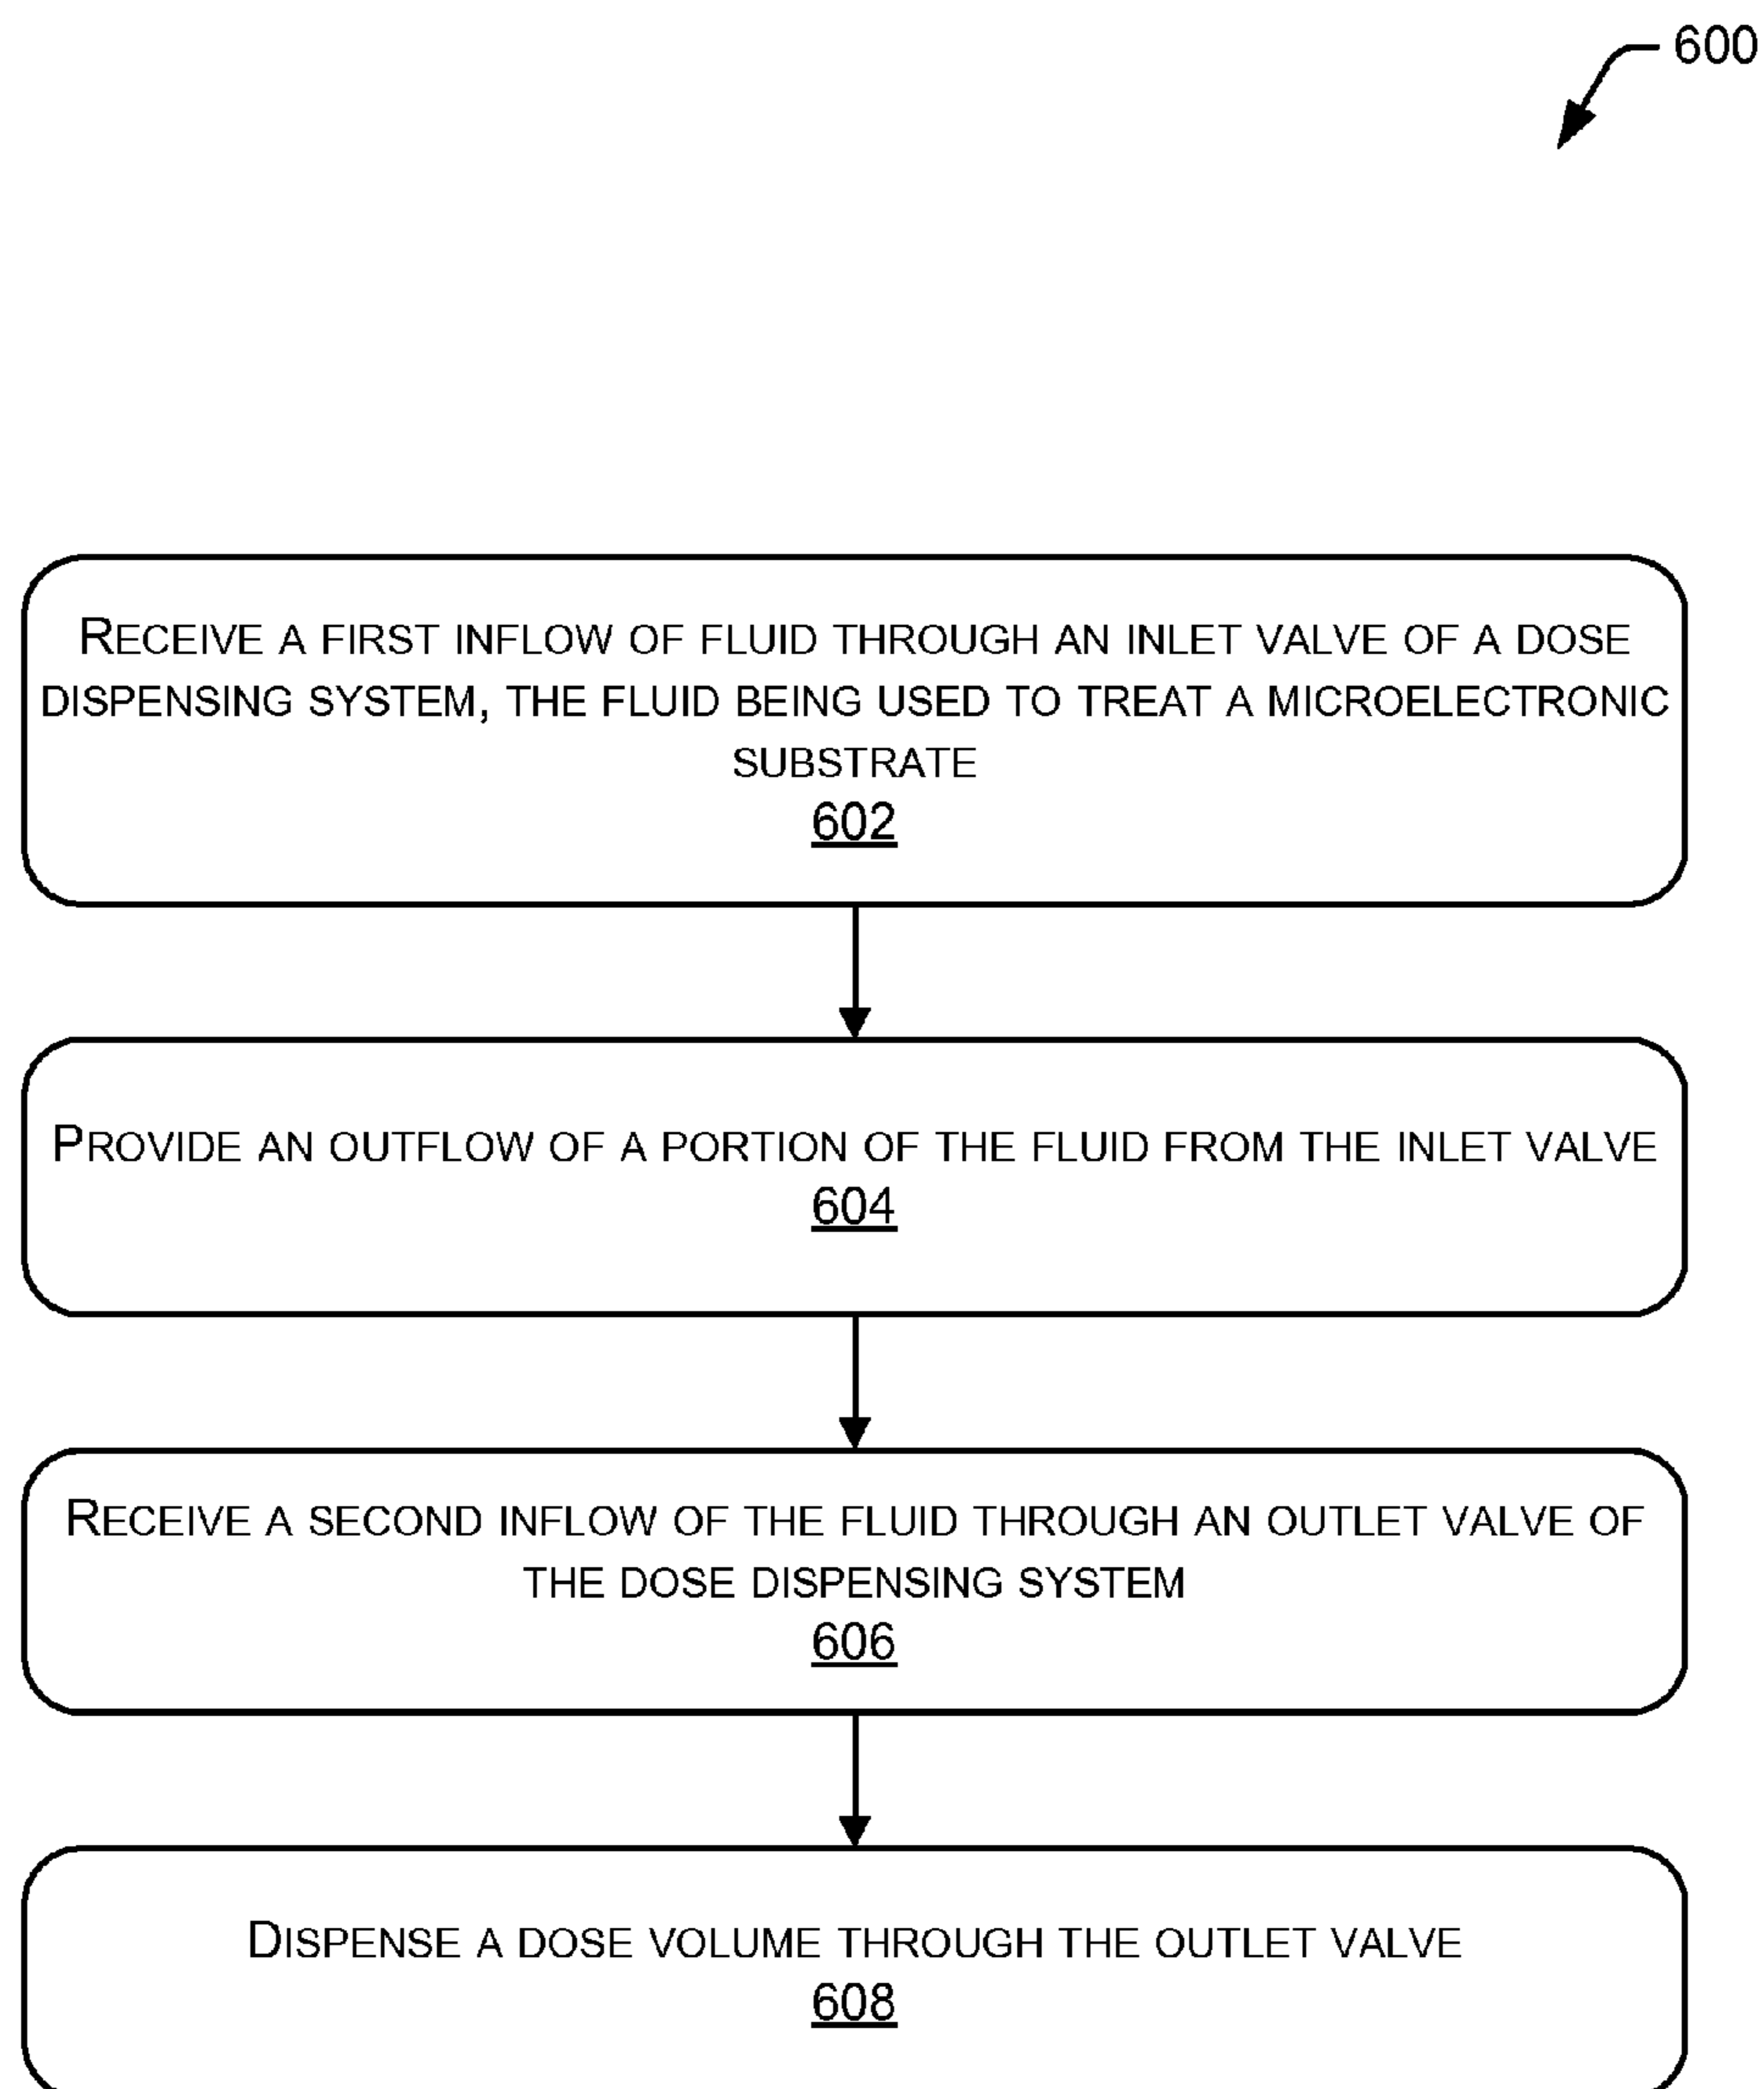 600
RECEIVE A FIRST INFLOW OF FLUID THROUGH AN INLET VALVE OF A DOSE
DISPENSING SYSTEM, THE FLUID BEING USED TO TREAT A MICROELECTRONIC
SUBSTRATE
602
PROVIDE AN OUTFLOW OF A PORTION OF THE FLUID FROM THE INLET VALVE
604
RECEIVE A SECOND INFLOW OF THE FLUID THROUGH AN OUTLET VALVE OF
THE DOSE DISPENSING SYSTEM
606
DISPENSE A DOSE VOLUME THROUGH THE OUTLET VALVE
608